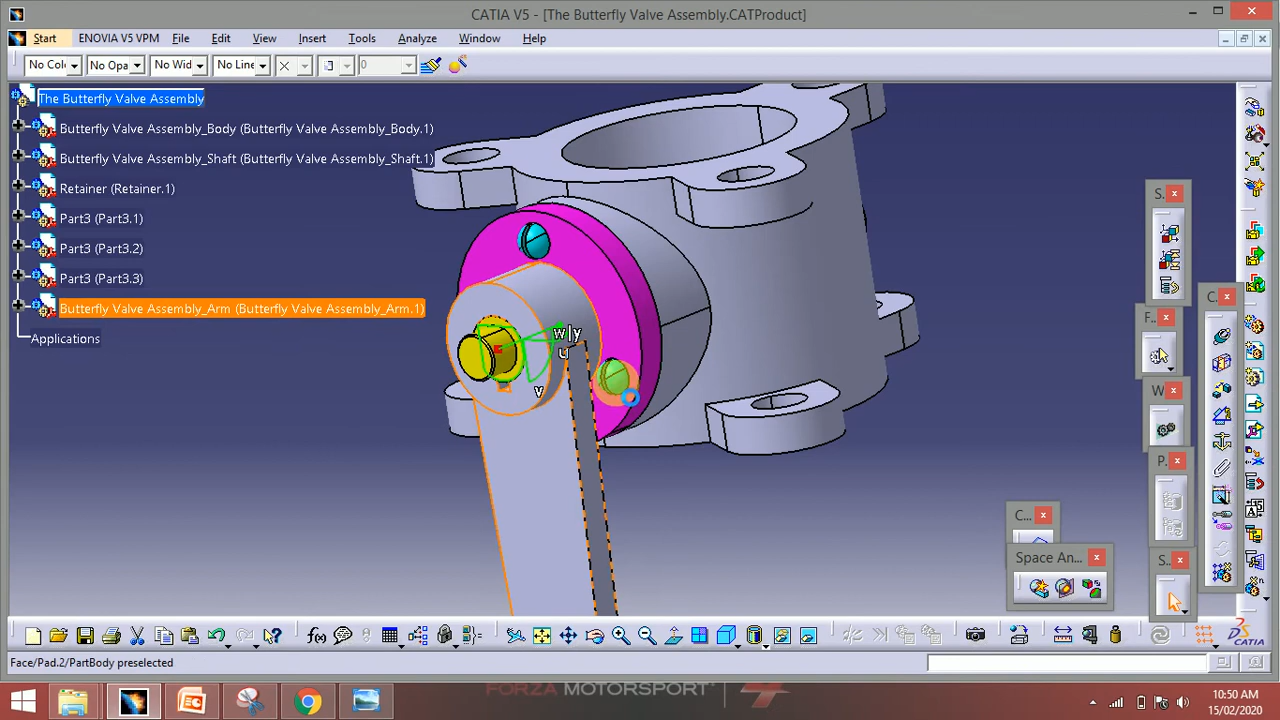 CATIA V5 - [The Butterfly Valve Assembly.CATProduct]
Start ENOVIA V5 VPM File Edit View Insert Tools Analyze Window Help
No Col No Opa No Wid No Line 0
The Butterfly Valve Assembly
Butterfly Valve Assembly_Body (Butterfly Valve Assembly_Body.1)
Butterfly Valve Assembly_Shaft (Butterfly Valve Assembly_Shaft.1)
Retainer (Retainer.1)
Part3 (Part3.1)
Part3 (Part3.2)
Part3 (Part3.3)
Butterfly Valve Assembly_Arm (Butterfly Valve Assembly_Arm.1)
Applications
w|y
u
v
S...
C...
F...
W...
P...
C...
Space An...
S...
f(x)
DS CATIA
Face/Pad.2/PartBody preselected
FORZA MOTORSPORT
10:50 AM
15/02/2020